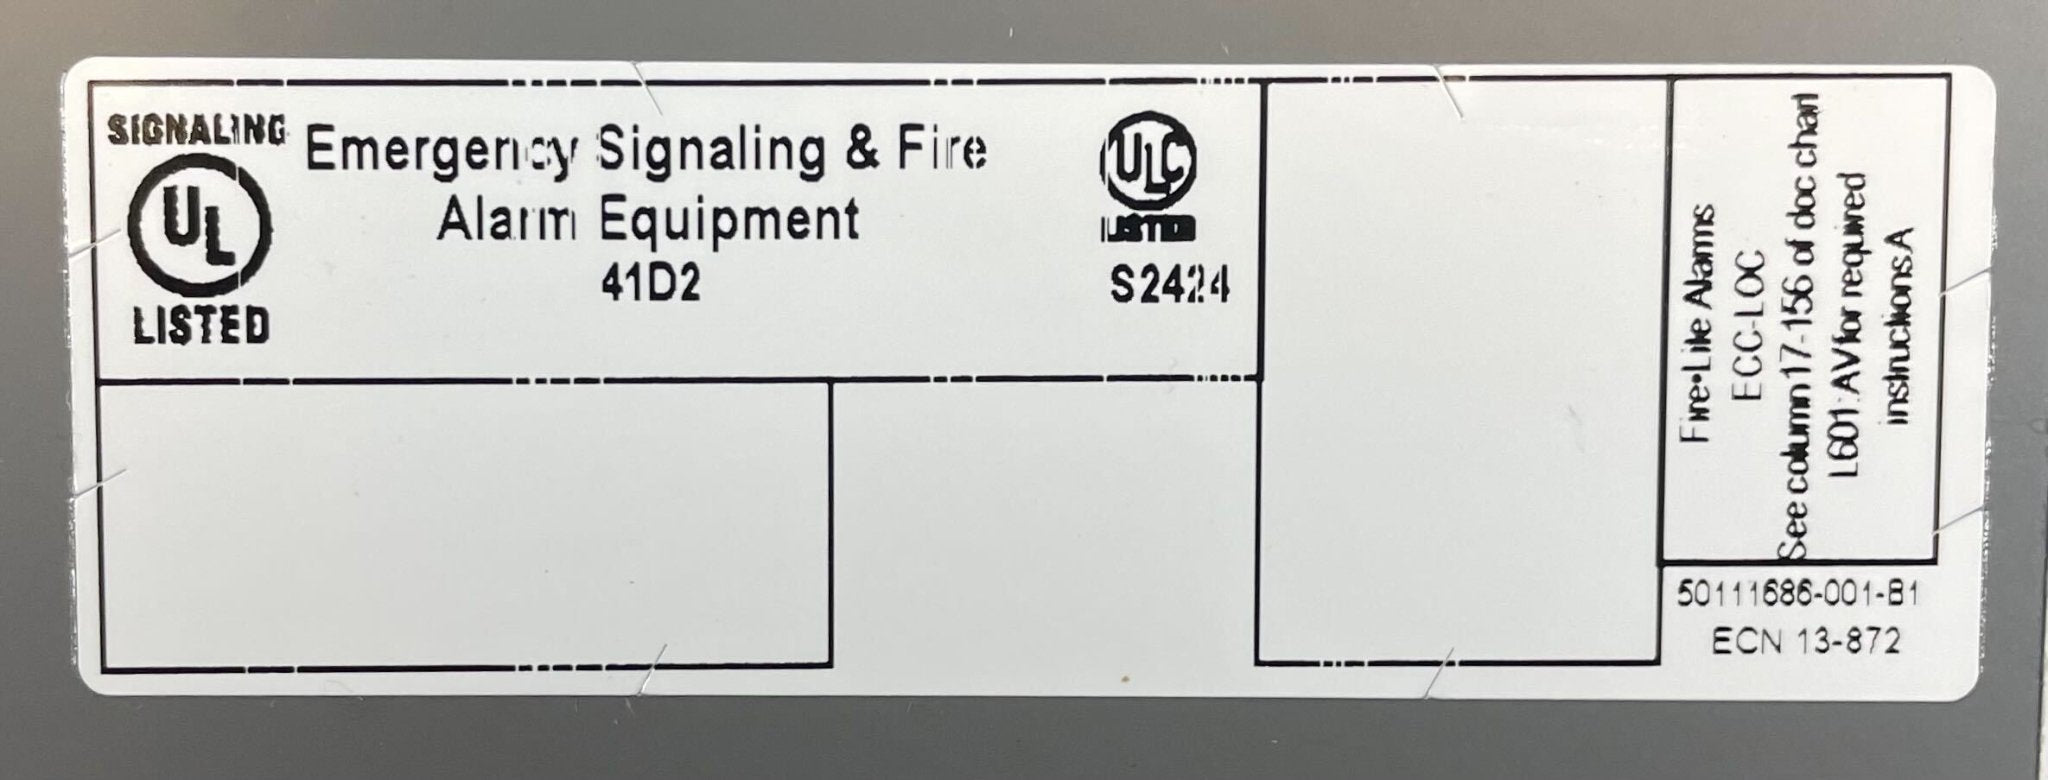 SIGNALING
UL
LISTED
Emergency Signaling & Fire
Alarm Equipment
41D2
ULC
LISTED
S2424
Fire•Lite Alarms
ECC-LOC
See column 17-156 of doc chart
L601:AV for required
instructions.A
50111686-001-B1
ECN 13-872